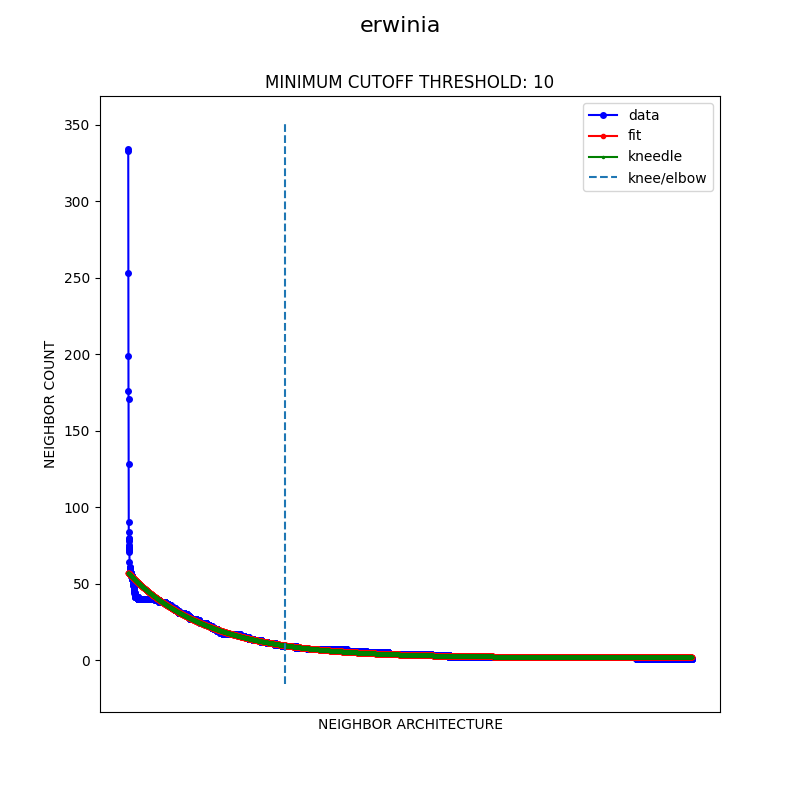 erwinia
MINIMUM CUTOFF THRESHOLD: 10
data
fit
kneedle
knee/elbow
350
300
250
200
150
100
50
0
NEIGHBOR COUNT
NEIGHBOR ARCHITECTURE